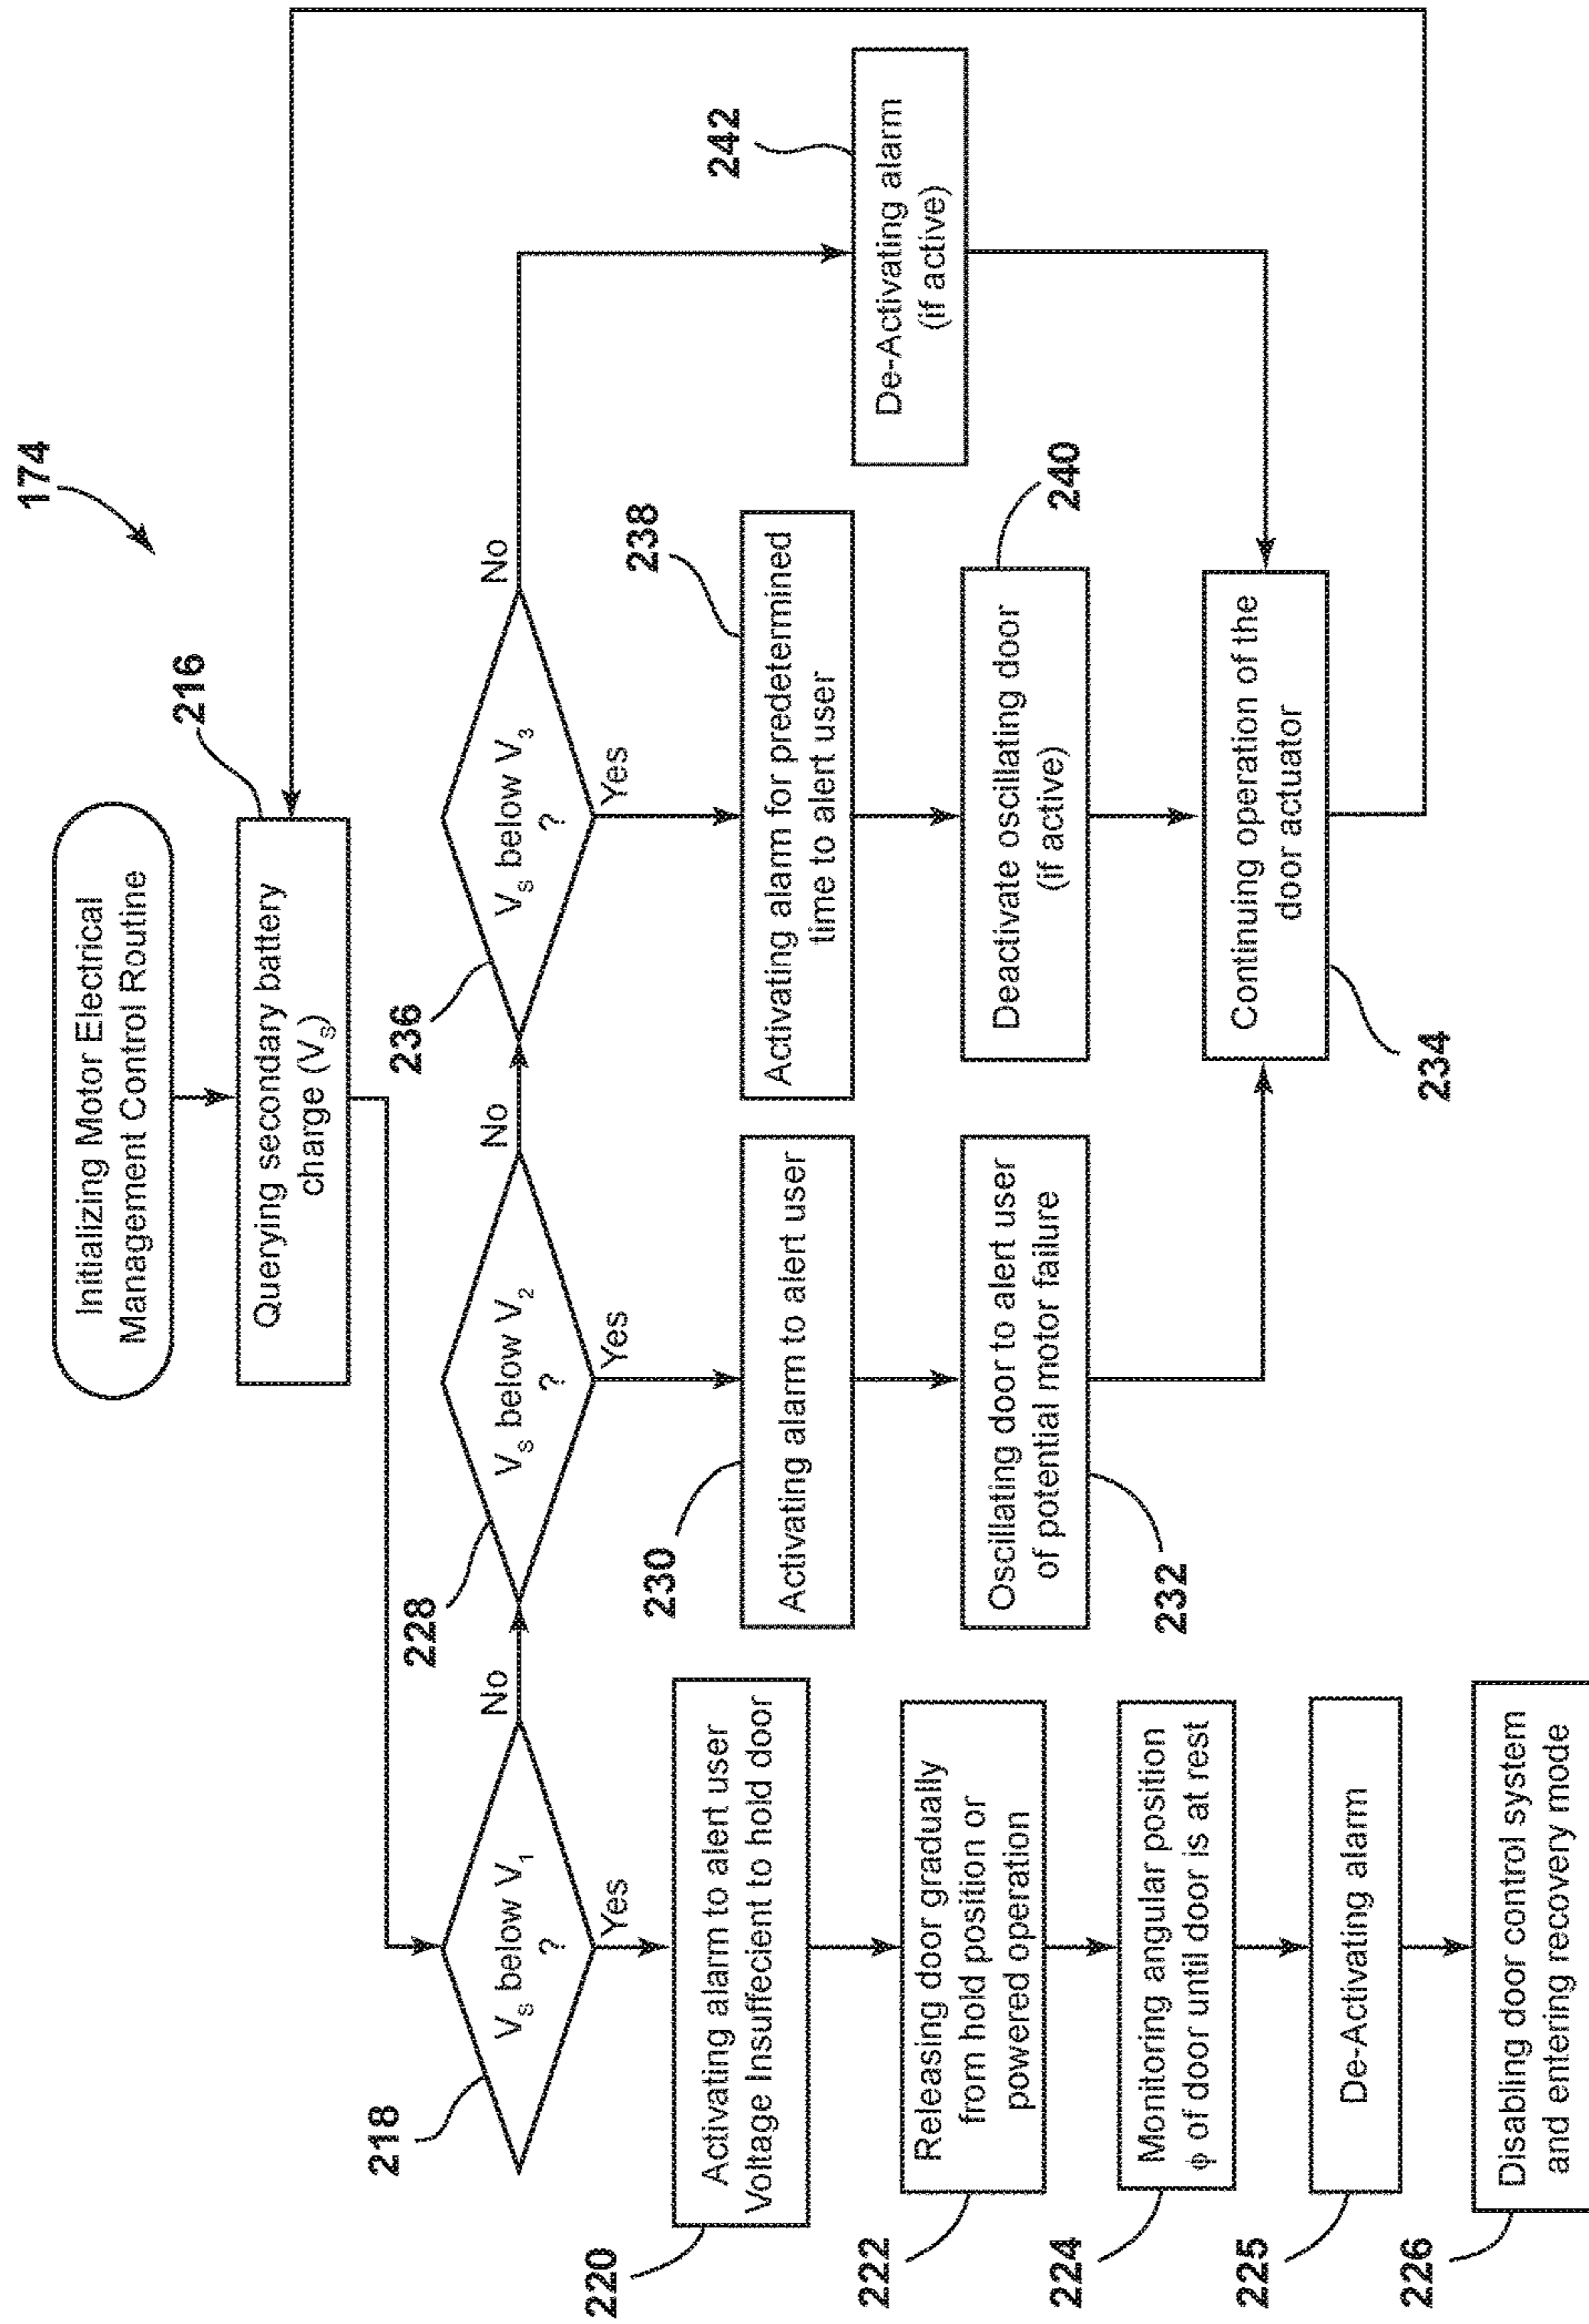 174
Initializing Motor Electrical
Management Control Routine
216
Querying secondary battery
charge (Vₛ)
218
Vₛ below V₁
?
No
Yes
228
Vₛ below V₂
?
No
Yes
236
Vₛ below V₃
?
No
Yes
220
Activating alarm to alert user
Voltage Insuffecient to hold door
222
Releasing door gradually
from hold position or
powered operation
224
Monitoring angular position
ϕ of door until door is at rest
225
De-Activating alarm
226
Disabling door control system
and entering recovery mode
230
Activating alarm to alert user
232
Oscillating door to alert user
of potential motor failure
238
Activating alarm for predetermined
time to alert user
240
Deactivate oscillating door
(if active)
242
De-Activating alarm
(if active)
234
Continuing operation of the
door actuator